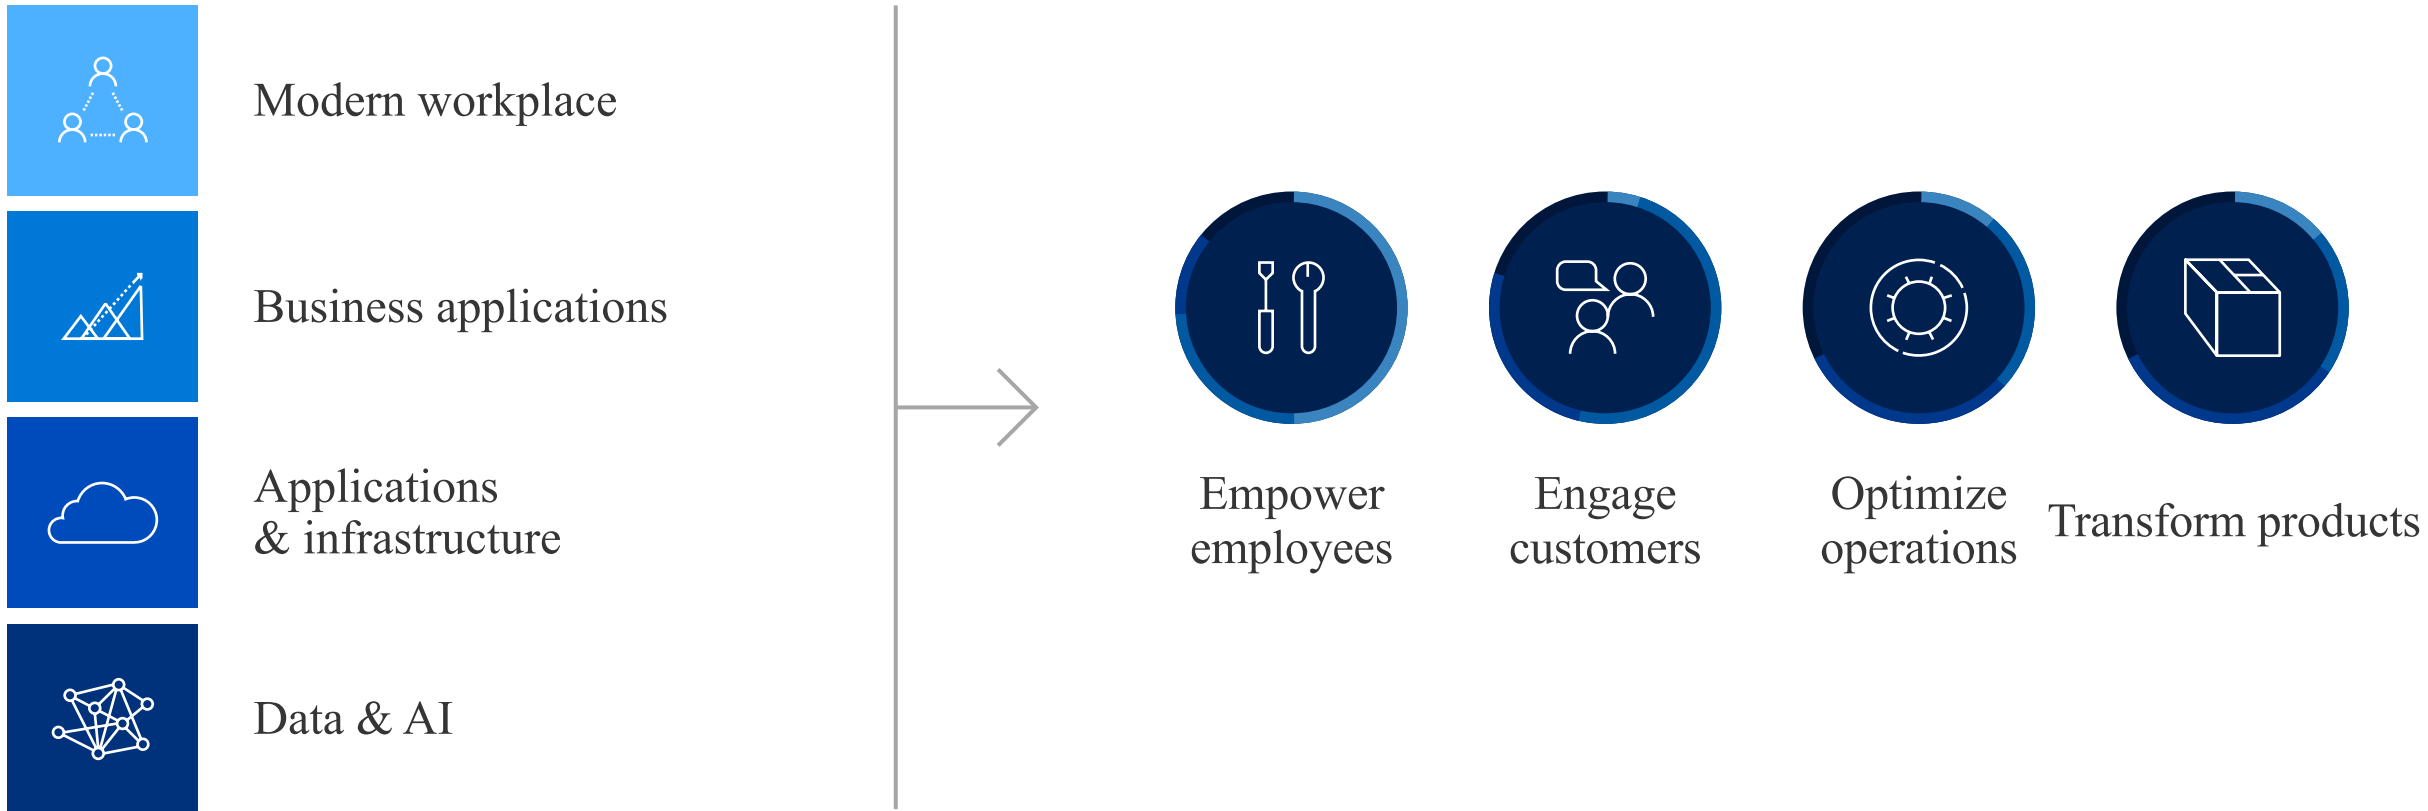 Modern workplace
Business applications
Applications
& infrastructure
Data & AI
Empower
employees
Engage
customers
Optimize
operations
Transform products